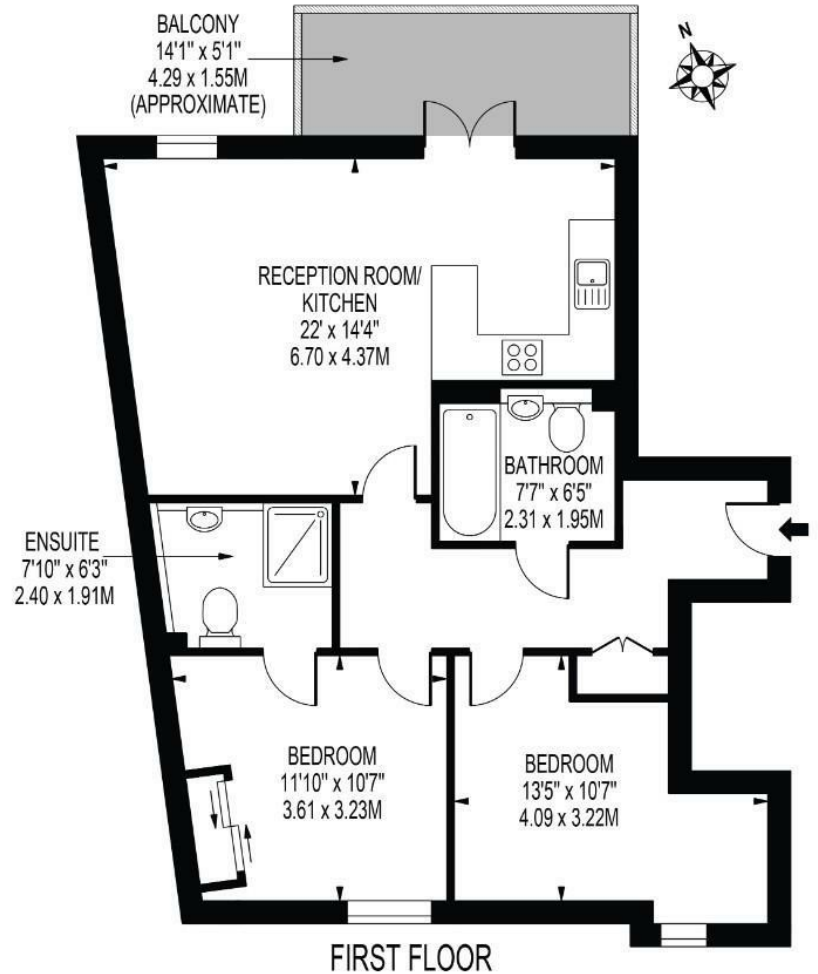 BALCONY
14'1" x 5'1"
4.29 x 1.55M
(APPROXIMATE)
N
RECEPTION ROOM/
KITCHEN
22' x 14'4"
6.70 x 4.37M
BATHROOM
7'7" x 6'5"
2.31 x 1.95M
ENSUITE
7'10" x 6'3"
2.40 x 1.91M
BEDROOM
11'10" x 10'7"
3.61 x 3.23M
BEDROOM
13'5" x 10'7"
4.09 x 3.22M
FIRST FLOOR